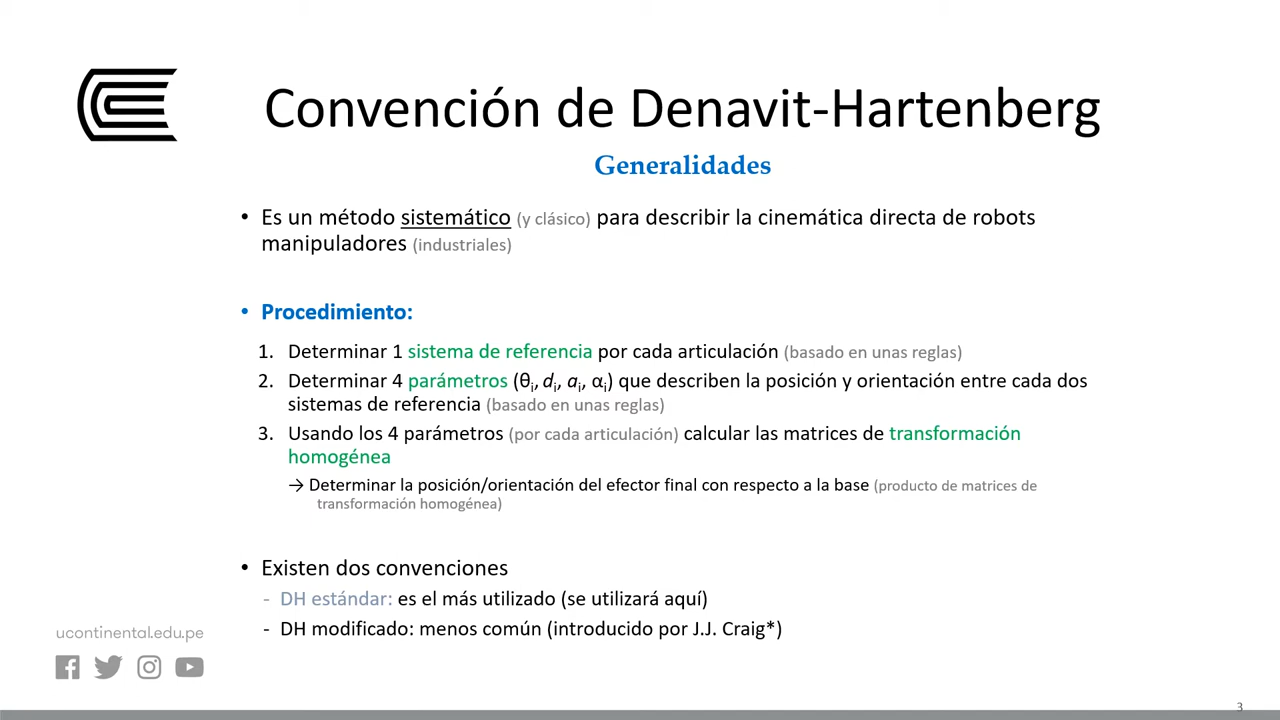 Convención de Denavit-Hartenberg
Generalidades
• Es un método sistemático (y clásico) para describir la cinemática directa de robots
manipuladores (industriales)
• Procedimiento:
1. Determinar 1 sistema de referencia por cada articulación (basado en unas reglas)
2. Determinar 4 parámetros (θi, di, ai, αi) que describen la posición y orientación entre cada dos
sistemas de referencia (basado en unas reglas)
3. Usando los 4 parámetros (por cada articulación) calcular las matrices de transformación
homogénea
→ Determinar la posición/orientación del efector final con respecto a la base (producto de matrices de
transformación homogénea)
• Existen dos convenciones
- DH estándar: es el más utilizado (se utilizará aquí)
- DH modificado: menos común (introducido por J.J. Craig*)
ucontinental.edu.pe
3